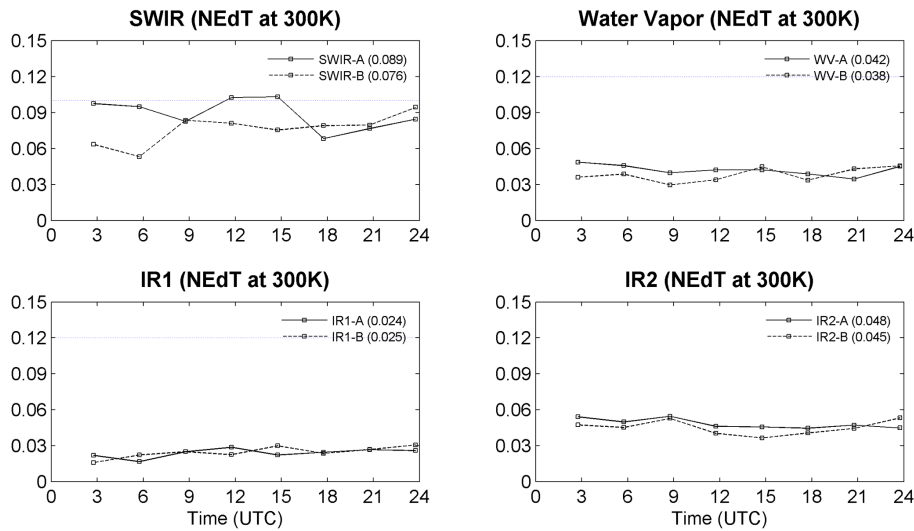 SWIR (NEdT at 300K)
0.15
0.12
0.09
0.06
0.03
0
SWIR-A (0.089)
SWIR-B (0.076)
0 3 6 9 12 15 18 21 24
Water Vapor (NEdT at 300K)
0.15
0.12
0.09
0.06
0.03
0
WV-A (0.042)
WV-B (0.038)
0 3 6 9 12 15 18 21 24
IR1 (NEdT at 300K)
0.15
0.12
0.09
0.06
0.03
0
IR1-A (0.024)
IR1-B (0.025)
0 3 6 9 12 15 18 21 24
Time (UTC)
IR2 (NEdT at 300K)
0.15
0.12
0.09
0.06
0.03
0
IR2-A (0.048)
IR2-B (0.045)
0 3 6 9 12 15 18 21 24
Time (UTC)